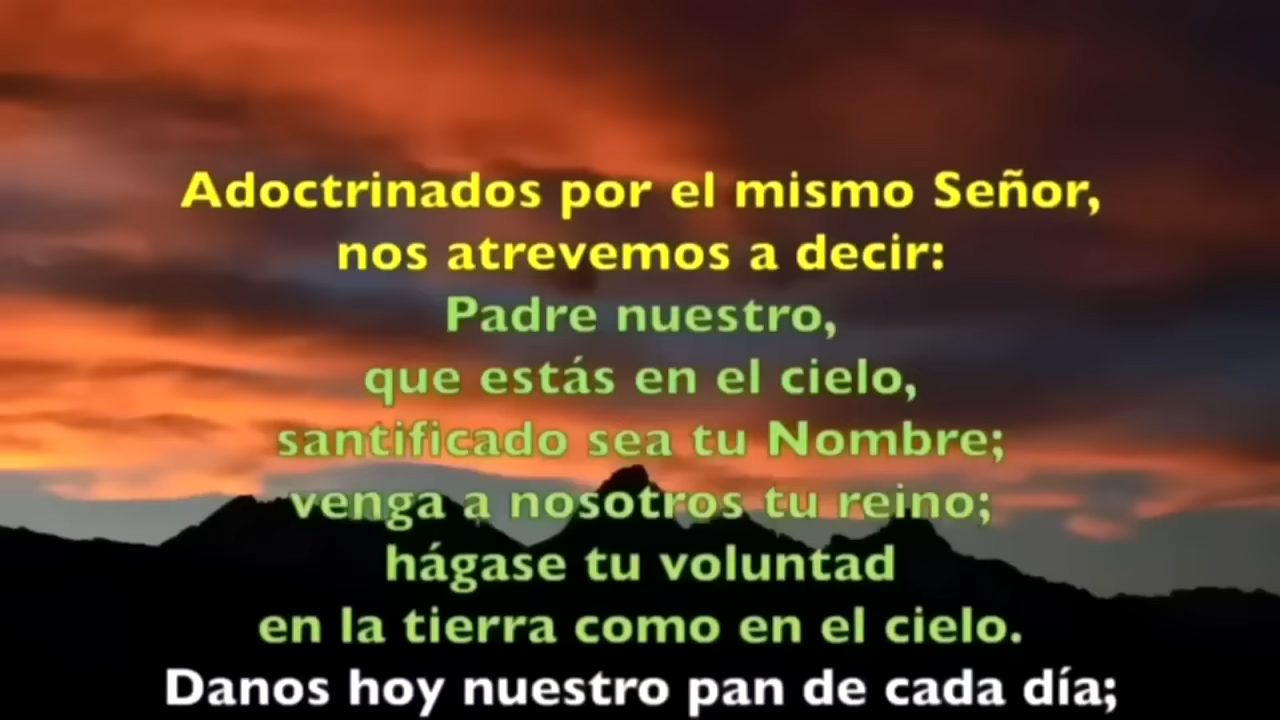 Adoctrinados por el mismo Señor,
nos atrevemos a decir:
Padre nuestro,
que estás en el cielo,
santificado sea tu Nombre;
venga a nosotros tu reino;
hágase tu voluntad
en la tierra como en el cielo.
Danos hoy nuestro pan de cada día;